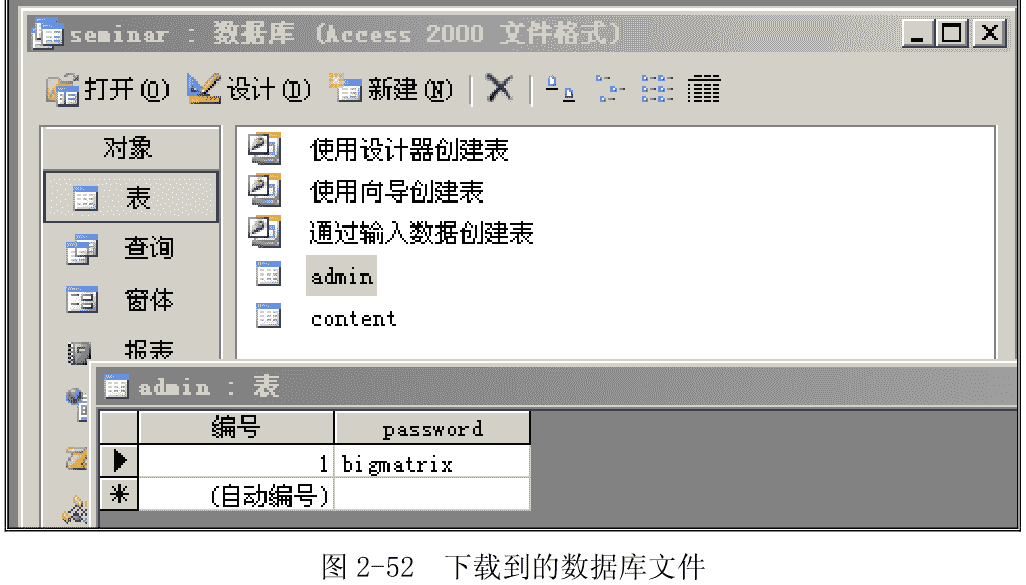 seminar : 数据库 (Access 2000 文件格式)
打开(O) 设计(D) 新建(N)
对象
表
查询
窗体
报表
使用设计器创建表
使用向导创建表
通过输入数据创建表
admin
content
admin : 表
编号 password
1 bigmatrix
(自动编号)
图 2-52 下载到的数据库文件